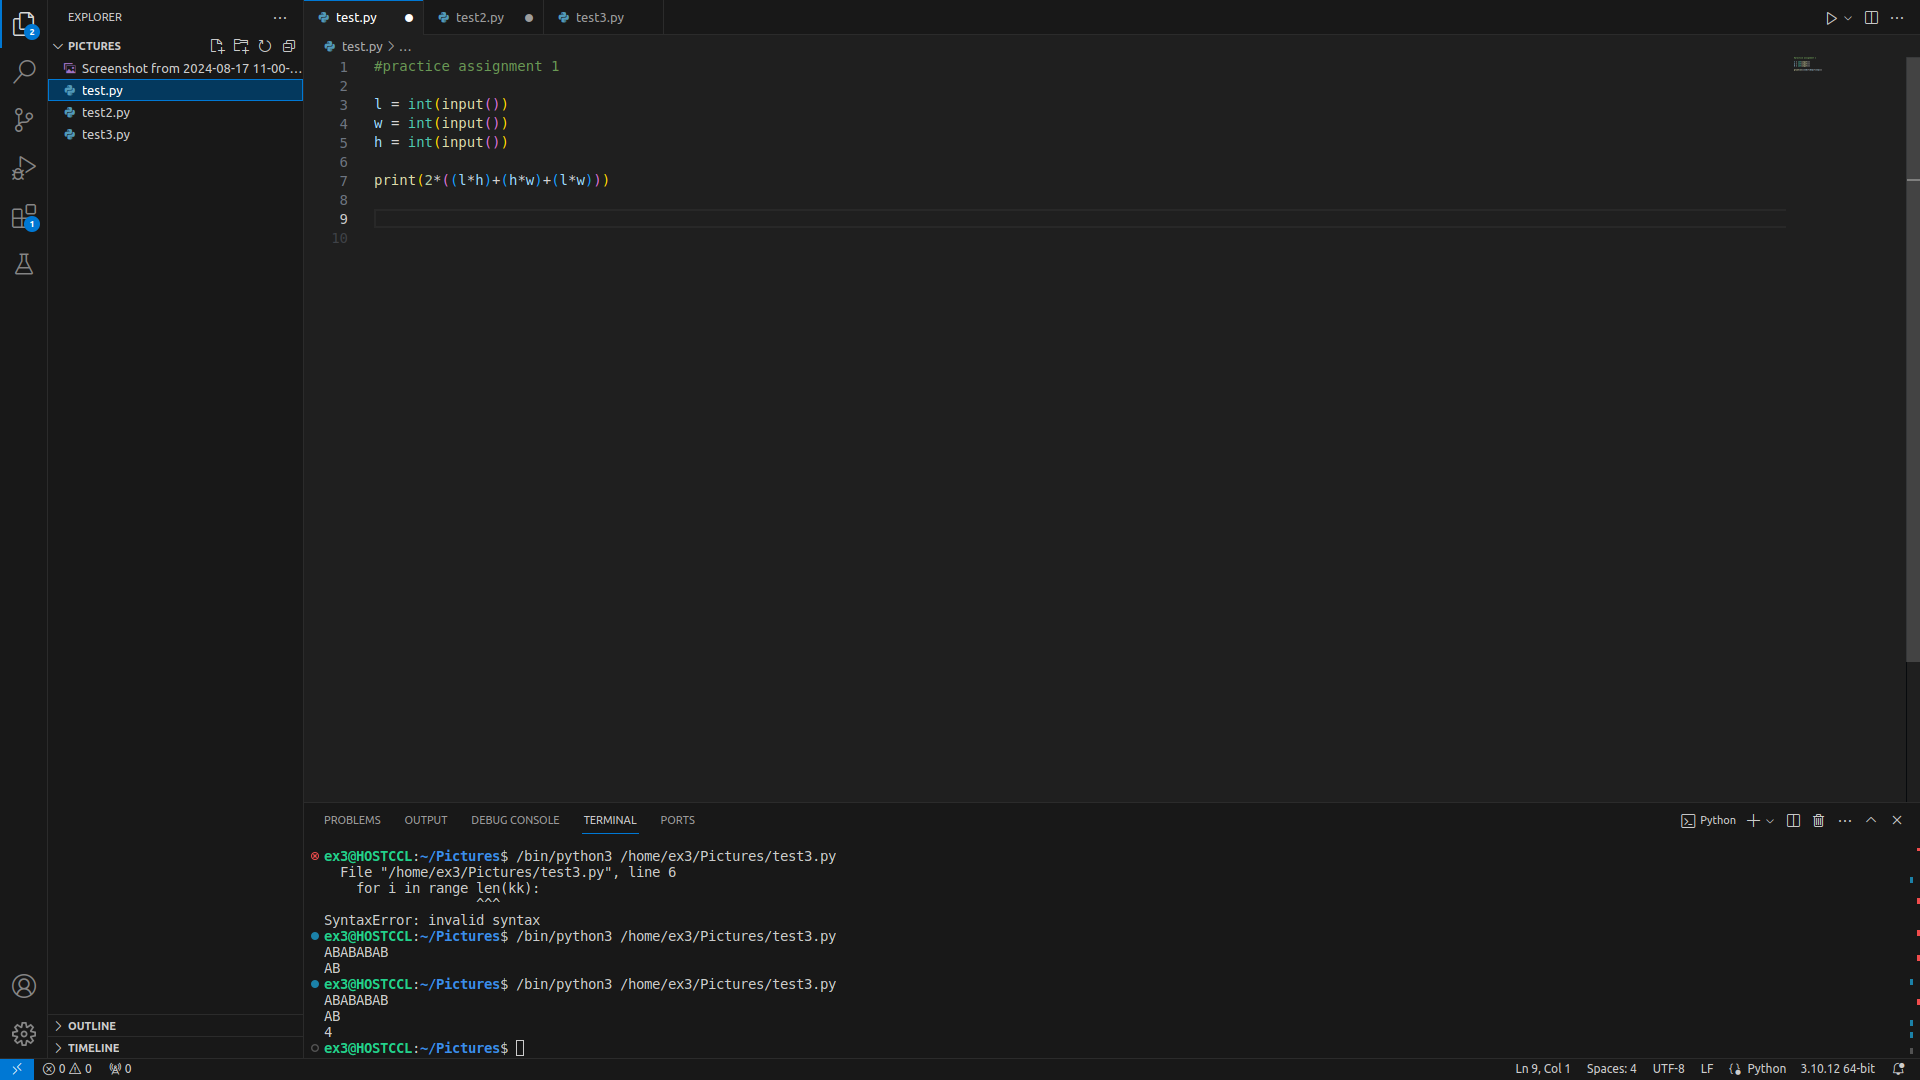 EXPLORER
PICTURES
Screenshot from 2024-08-17 11-00-...
test.py
test2.py
test3.py
OUTLINE
TIMELINE
2
1
test.py
test2.py
test3.py
test.py > ...
1 #practice assignment 1
2
3 l = int(input())
4 w = int(input())
5 h = int(input())
6
7 print(2*((l*h)+(h*w)+(l*w)))
8
9
10
PROBLEMS OUTPUT DEBUG CONSOLE TERMINAL PORTS
Python
ex3@HOSTCCL:~/Pictures$ /bin/python3 /home/ex3/Pictures/test3.py
File "/home/ex3/Pictures/test3.py", line 6
for i in range len(kk):
^^^
SyntaxError: invalid syntax
ex3@HOSTCCL:~/Pictures$ /bin/python3 /home/ex3/Pictures/test3.py
ABABABAB
AB
ex3@HOSTCCL:~/Pictures$ /bin/python3 /home/ex3/Pictures/test3.py
ABABABAB
AB
4
ex3@HOSTCCL:~/Pictures$
0 0 0 Ln 9, Col 1 Spaces: 4 UTF-8 LF Python 3.10.12 64-bit